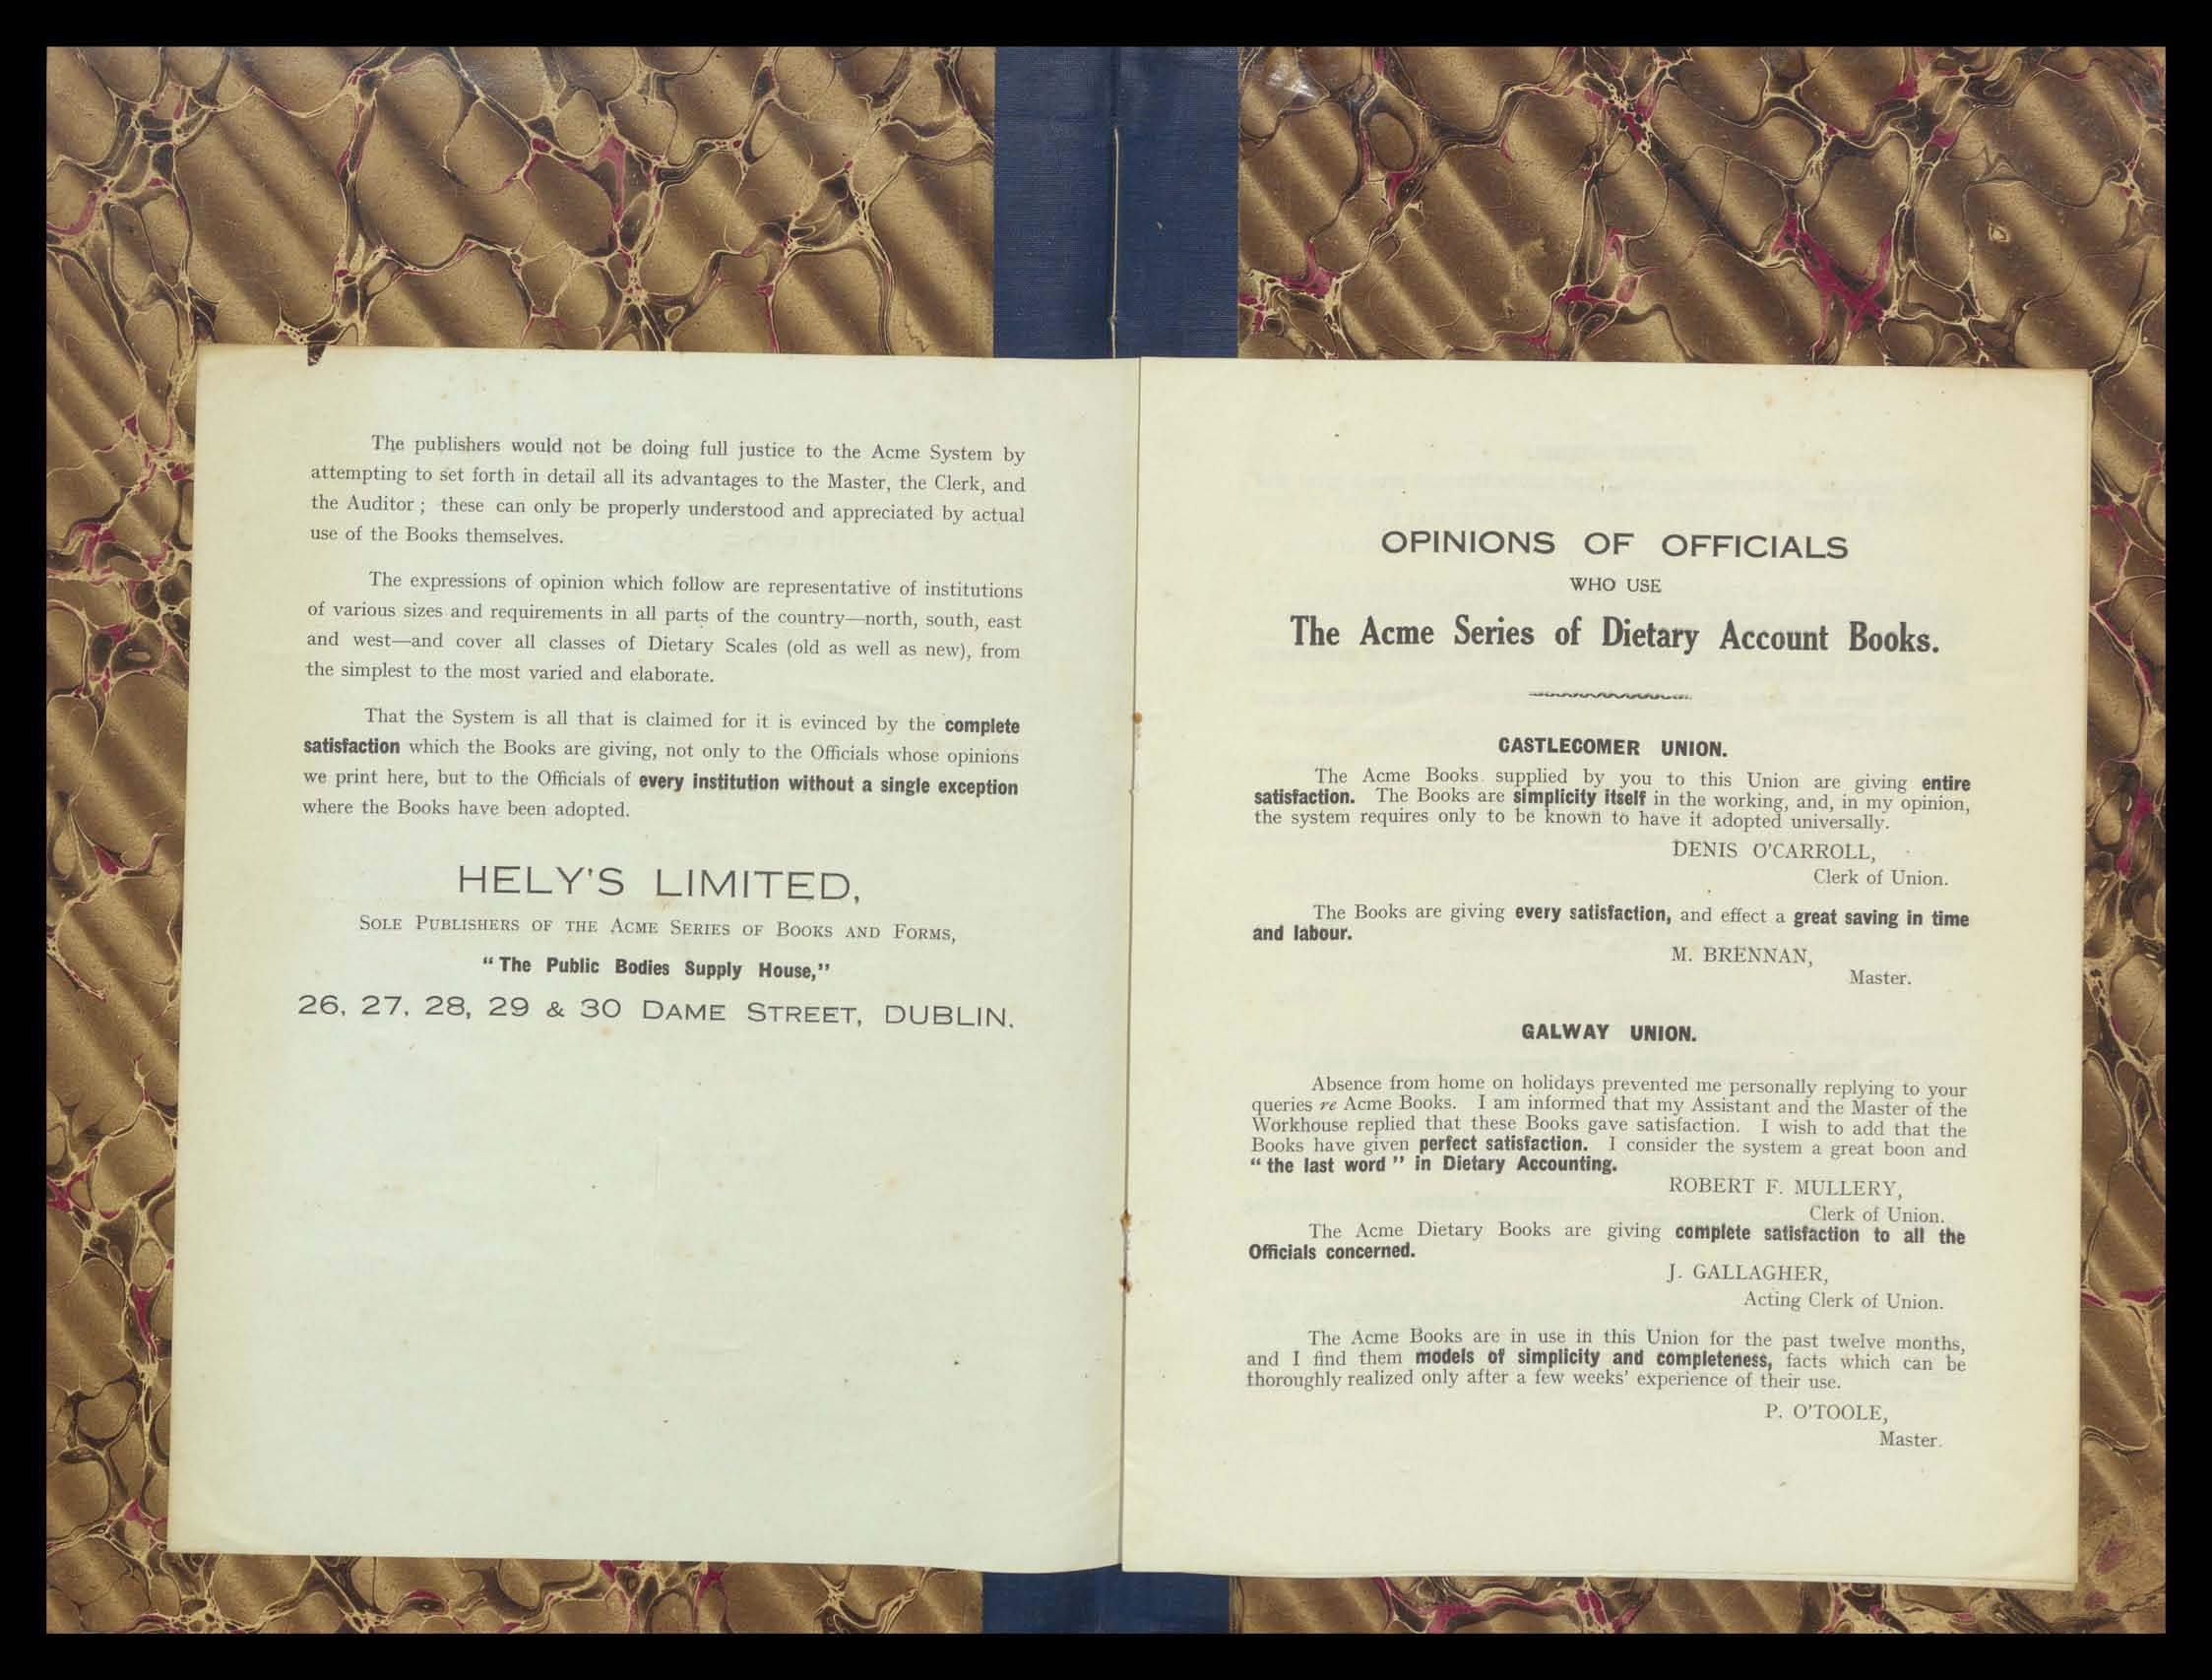 The publishers would not be doing full justice to the Acme System by
attempting to set forth in detail all its advantages to the Master, the Clerk, and
the Auditor ; these can only be properly understood and appreciated by actual
use of the Books themselves.
The expressions of opinion which follow are representative of institutions
of various sizes and requirements in all parts of the country—north, south, east
and west—and cover all classes of Dietary Scales (old as well as new), from
the simplest to the most varied and elaborate.
That the System is all that is claimed for it is evinced by the complete
satisfaction which the Books are giving, not only to the Officials whose opinions
we print here, but to the Officials of every institution without a single exception
where the Books have been adopted.
HELY'S LIMITED,
SOLE PUBLISHERS OF THE ACME SERIES OF BOOKS AND FORMS,
" The Public Bodies Supply House,"
26, 27, 28, 29 & 30 DAME STREET, DUBLIN.
OPINIONS OF OFFICIALS
WHO USE
The Acme Series of Dietary Account Books.
CASTLECOMER UNION.
The Acme Books supplied by you to this Union are giving entire
satisfaction. The Books are simplicity itself in the working, and, in my opinion,
the system requires only to be known to have it adopted universally.
DENIS O'CARROLL,
Clerk of Union.
The Books are giving every satisfaction, and effect a great saving in time
and labour.
M. BRENNAN,
Master.
GALWAY UNION.
Absence from home on holidays prevented me personally replying to your
queries re Acme Books. I am informed that my Assistant and the Master of the
Workhouse replied that these Books gave satisfaction. I wish to add that the
Books have given perfect satisfaction. I consider the system a great boon and
" the last word " in Dietary Accounting.
ROBERT F. MULLERY,
Clerk of Union.
The Acme Dietary Books are giving complete satisfaction to all the
Officials concerned.
J. GALLAGHER,
Acting Clerk of Union.
The Acme Books are in use in this Union for the past twelve months,
and I find them models of simplicity and completeness, facts which can be
thoroughly realized only after a few weeks' experience of their use.
P. O'TOOLE,
Master.